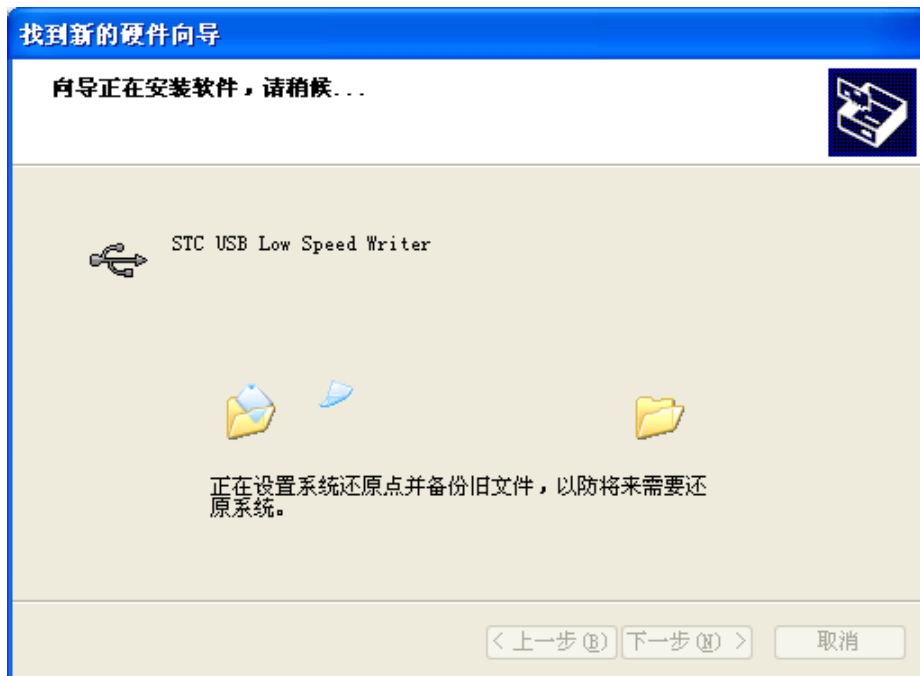 找到新的硬件向导
向导正在安装软件，请稍候...
STC USB Low Speed Writer
正在设置系统还原点并备份旧文件，以防将来需要还
原系统。
< 上一步(B) 下一步(N) > 取消